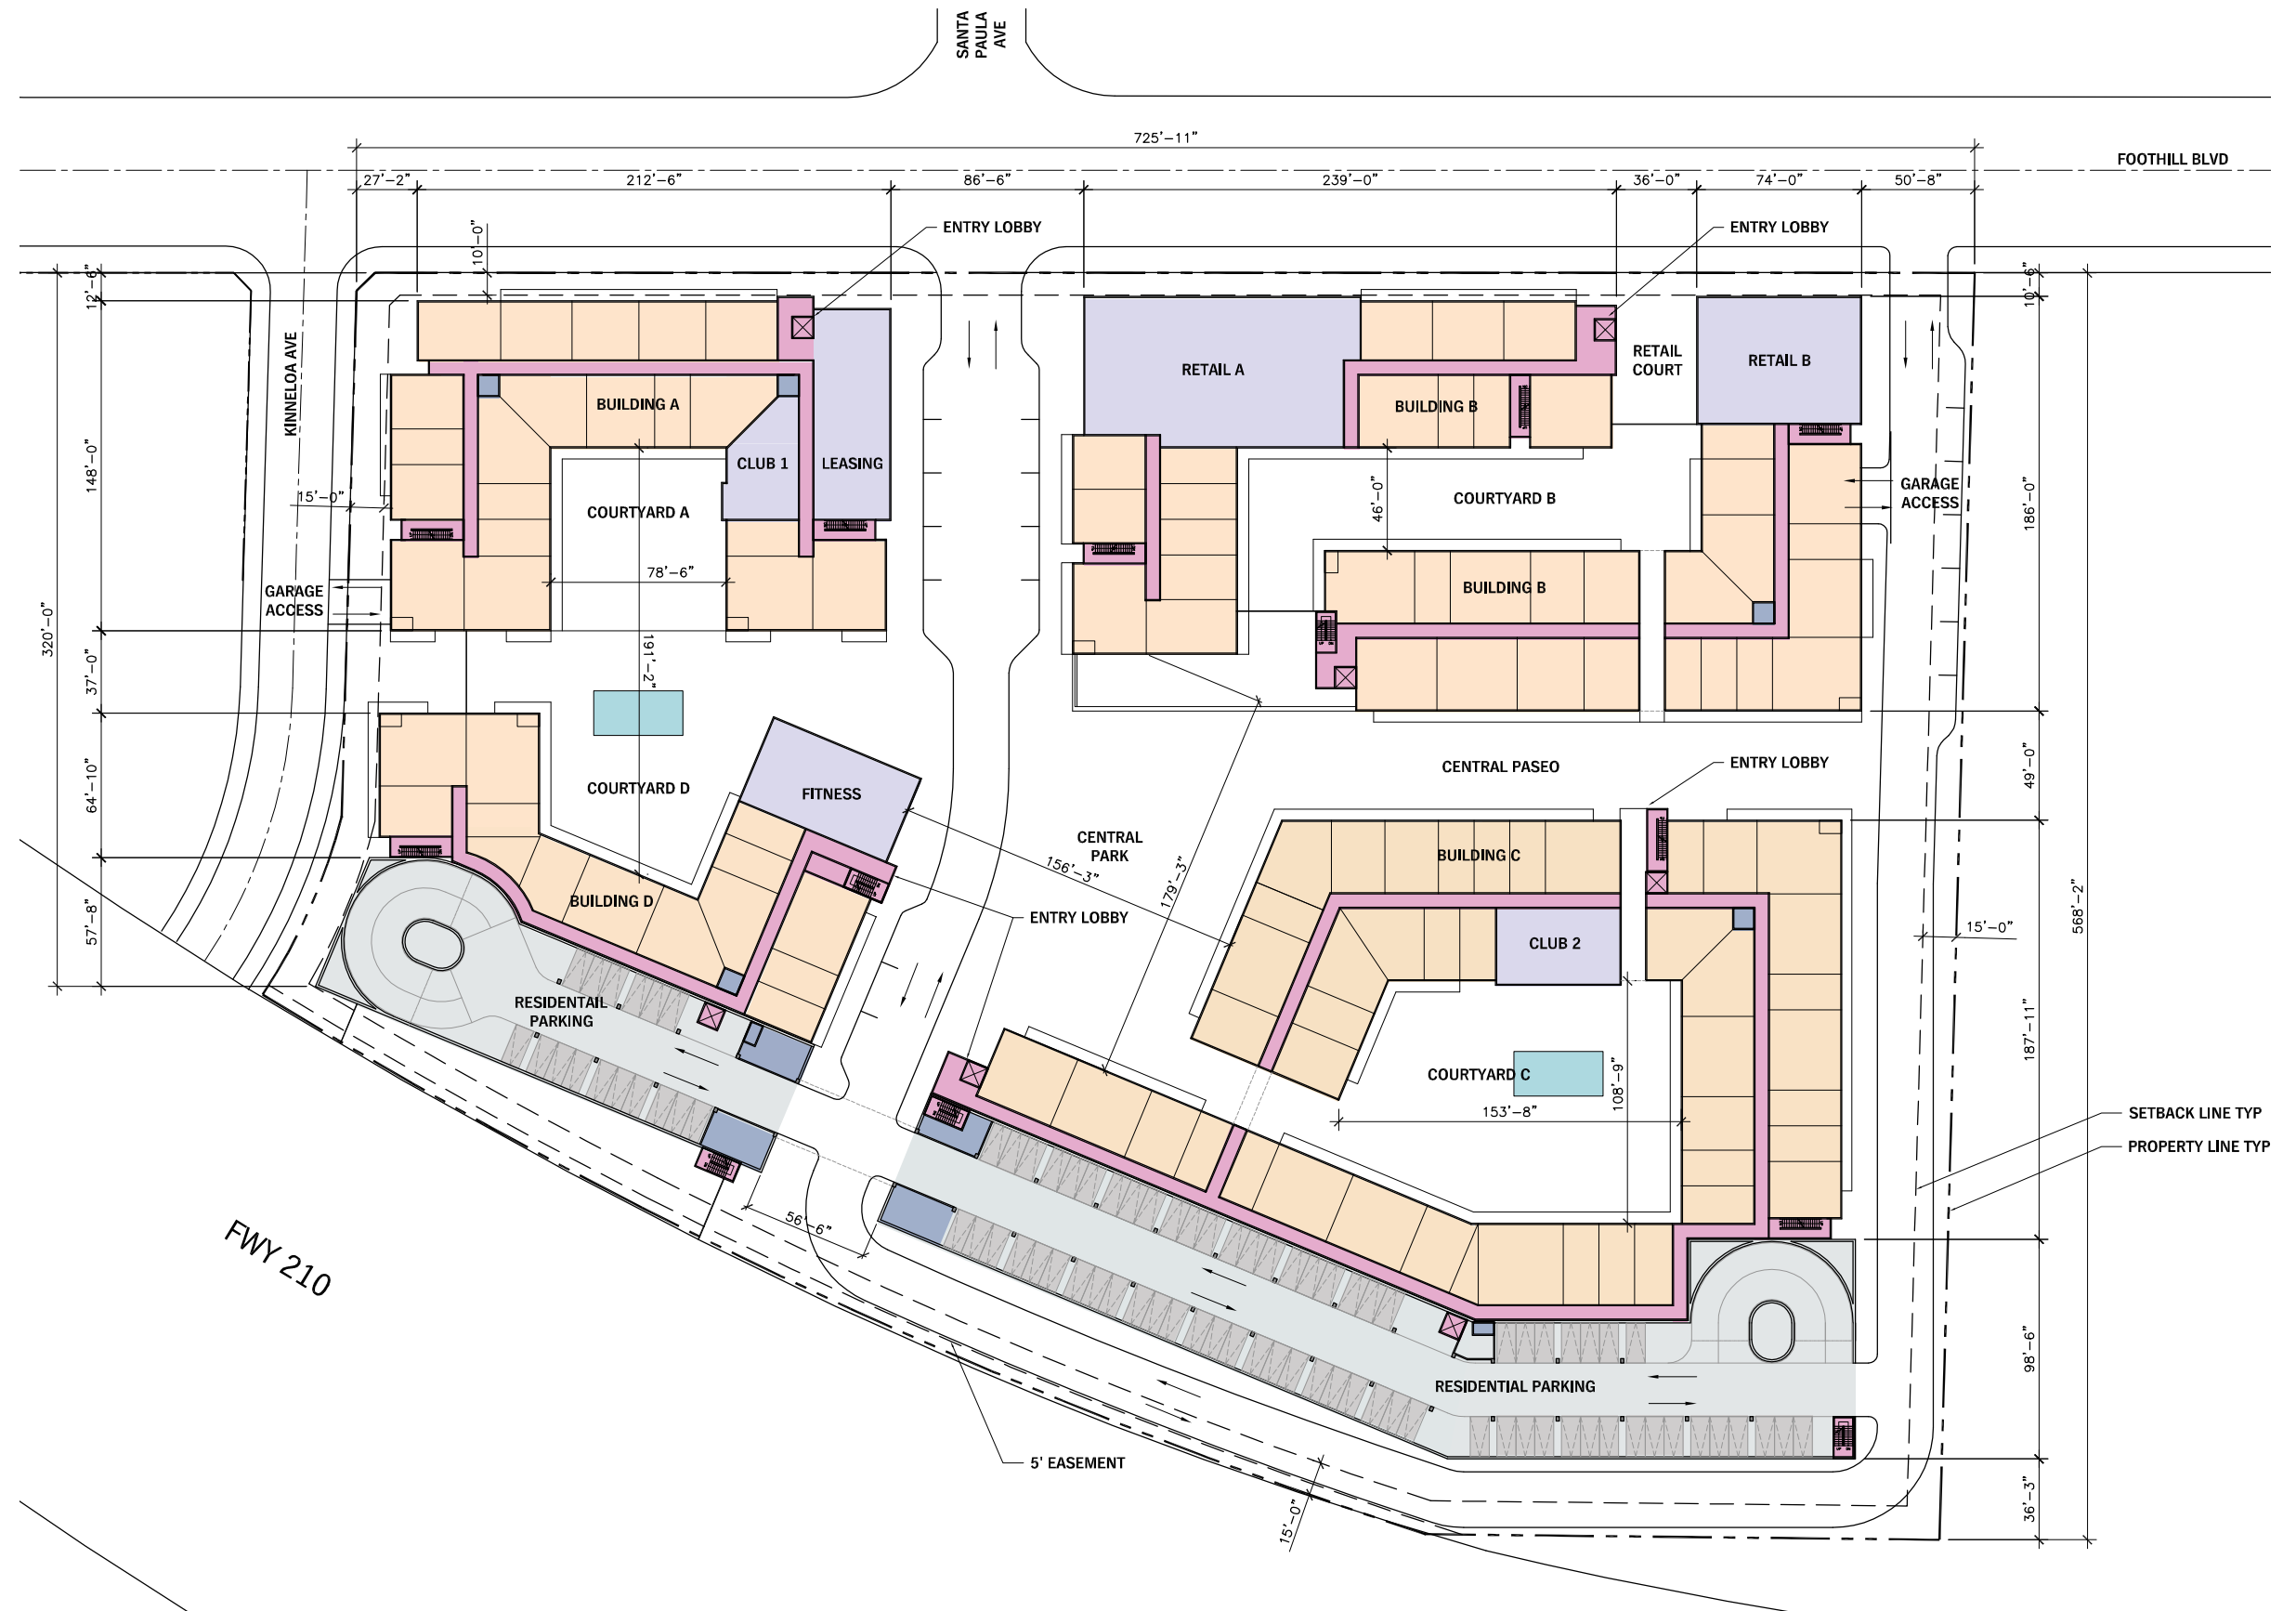 SANTA
PAULA
AVE
725'-11"
FOOTHILL BLVD
27'-2"
212'-6"
86'-6"
239'-0"
36'-0"
74'-0"
50'-8"
10'-0"
ENTRY LOBBY
ENTRY LOBBY
12'-6"
10'-6"
KINNELOA AVE
RETAIL A
RETAIL
COURT
RETAIL B
BUILDING A
BUILDING B
148'-0"
CLUB 1
LEASING
15'-0"
COURTYARD A
46'-0"
COURTYARD B
GARAGE
ACCESS
186'-0"
78'-6"
GARAGE
ACCESS
BUILDING B
320'-0"
37'-0"
191'-2"
64'-10"
COURTYARD D
FITNESS
CENTRAL PASEO
ENTRY LOBBY
49'-0"
CENTRAL
PARK
156'-3"
179'-3"
BUILDING C
BUILDING D
ENTRY LOBBY
57'-8"
CLUB 2
15'-0"
568'-2"
RESIDENTAIL
PARKING
187'-11"
COURTYARD C
108'-9"
153'-8"
SETBACK LINE TYP
PROPERTY LINE TYP
56'-6"
FWY 210
98'-6"
RESIDENTIAL PARKING
5' EASEMENT
15'-0"
36'-3"